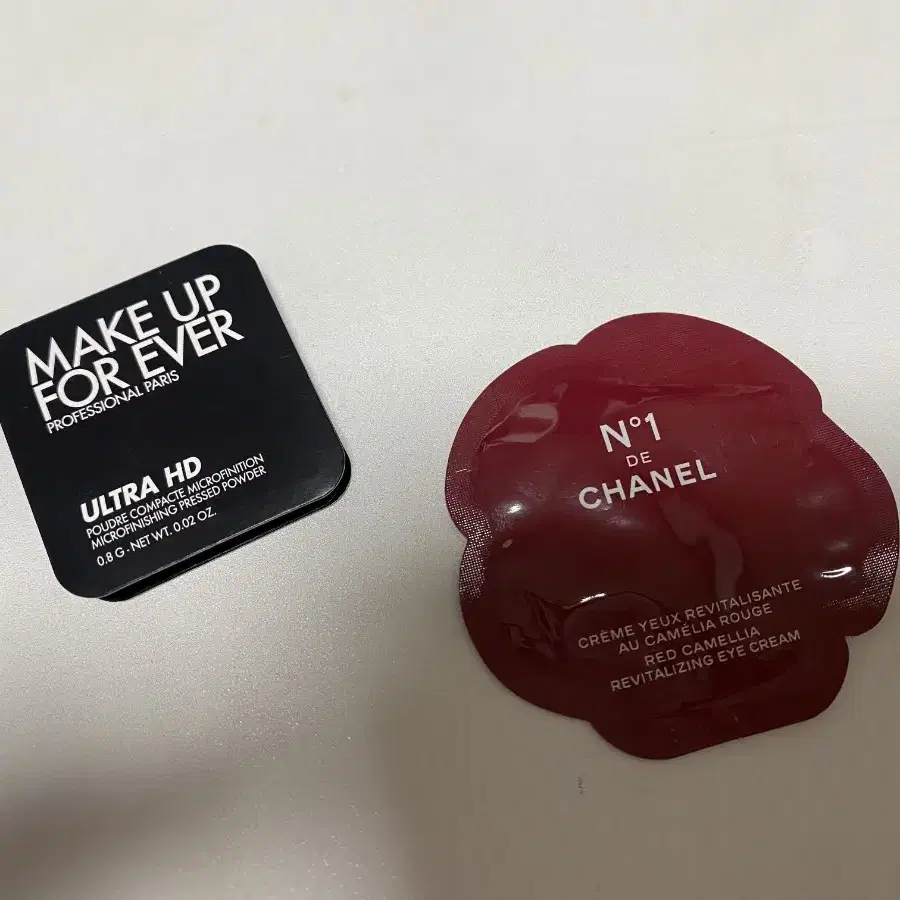 MAKE UP
FOR EVER
PROFESSIONAL PARIS
ULTRA HD
POUDRE COMPACTE MICROFINITION
MICROFINISHING PRESSED POWDER
0.8 G - NET WT. 0.02 OZ.
N°1
DE
CHANEL
CRÈME YEUX REVITALISANTE
AU CAMÉLIA ROUGE
RED CAMELLIA
REVITALIZING EYE CREAM